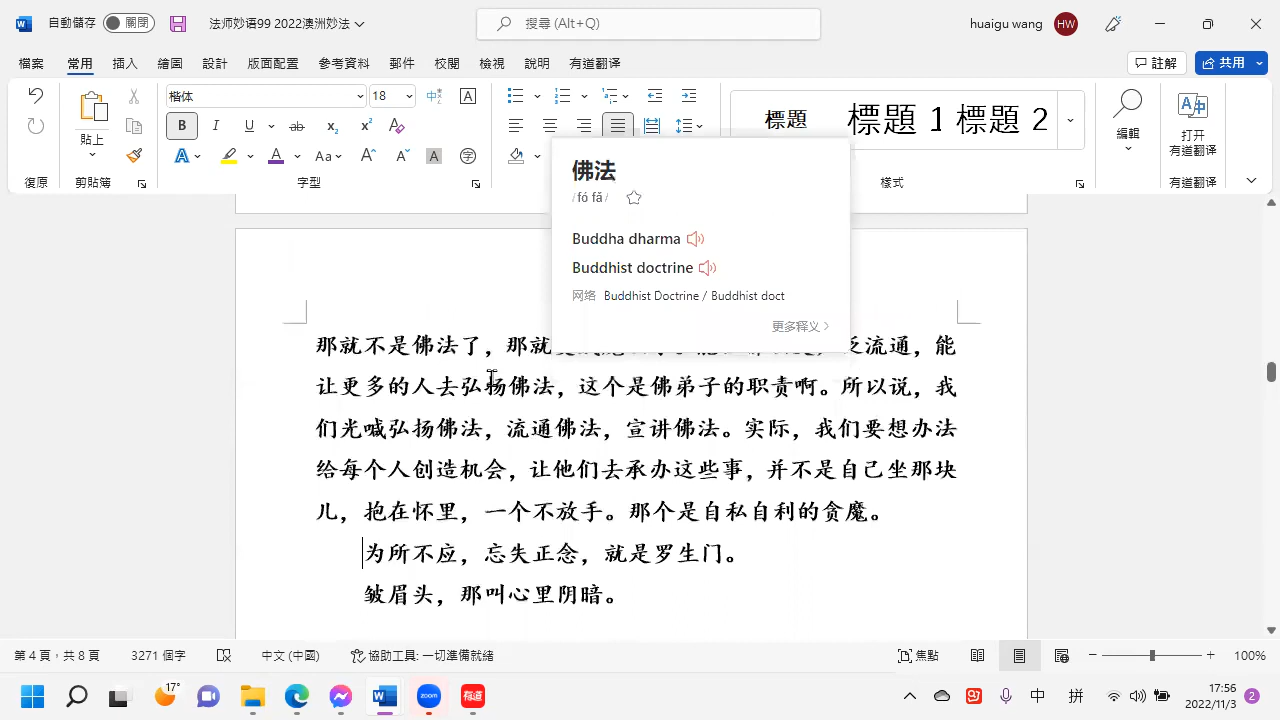 自動儲存 關閉 法师妙语99 2022澳洲妙法 搜尋 (Alt+Q) huaigu wang HW
檔案 常用 插入 繪圖 設計 版面配置 參考資料 郵件 校閱 檢視 說明 有道翻译 註解 共用
楷体 18 標題 標題 1 標題 2
貼上 編輯 打开 有道翻译
復原 剪貼簿 字型 樣式 有道翻译
佛法
/ fó fǎ /
Buddha dharma
Buddhist doctrine
网络 Buddhist Doctrine / Buddhist doct
更多释义
那就不是佛法了，那就
流通，能
让更多的人去弘扬佛法，这个是佛弟子的职责啊。所以说，我
们光喊弘扬佛法，流通佛法，宣讲佛法。实际，我们要想办法
给每个人创造机会，让他们去承办这些事，并不是自己坐那块
儿，抱在怀里，一个不放手。那个是自私自利的贪魔。
为所不应，忘失正念，就是罗生门。
皱眉头，那叫心里阴暗。
第 4 頁，共 8 頁 3271 個字 中文 (中國) 協助工具: 一切準備就緒 焦點 100%
17° zoom 有道 中 拼 17:56
2022/11/3 2